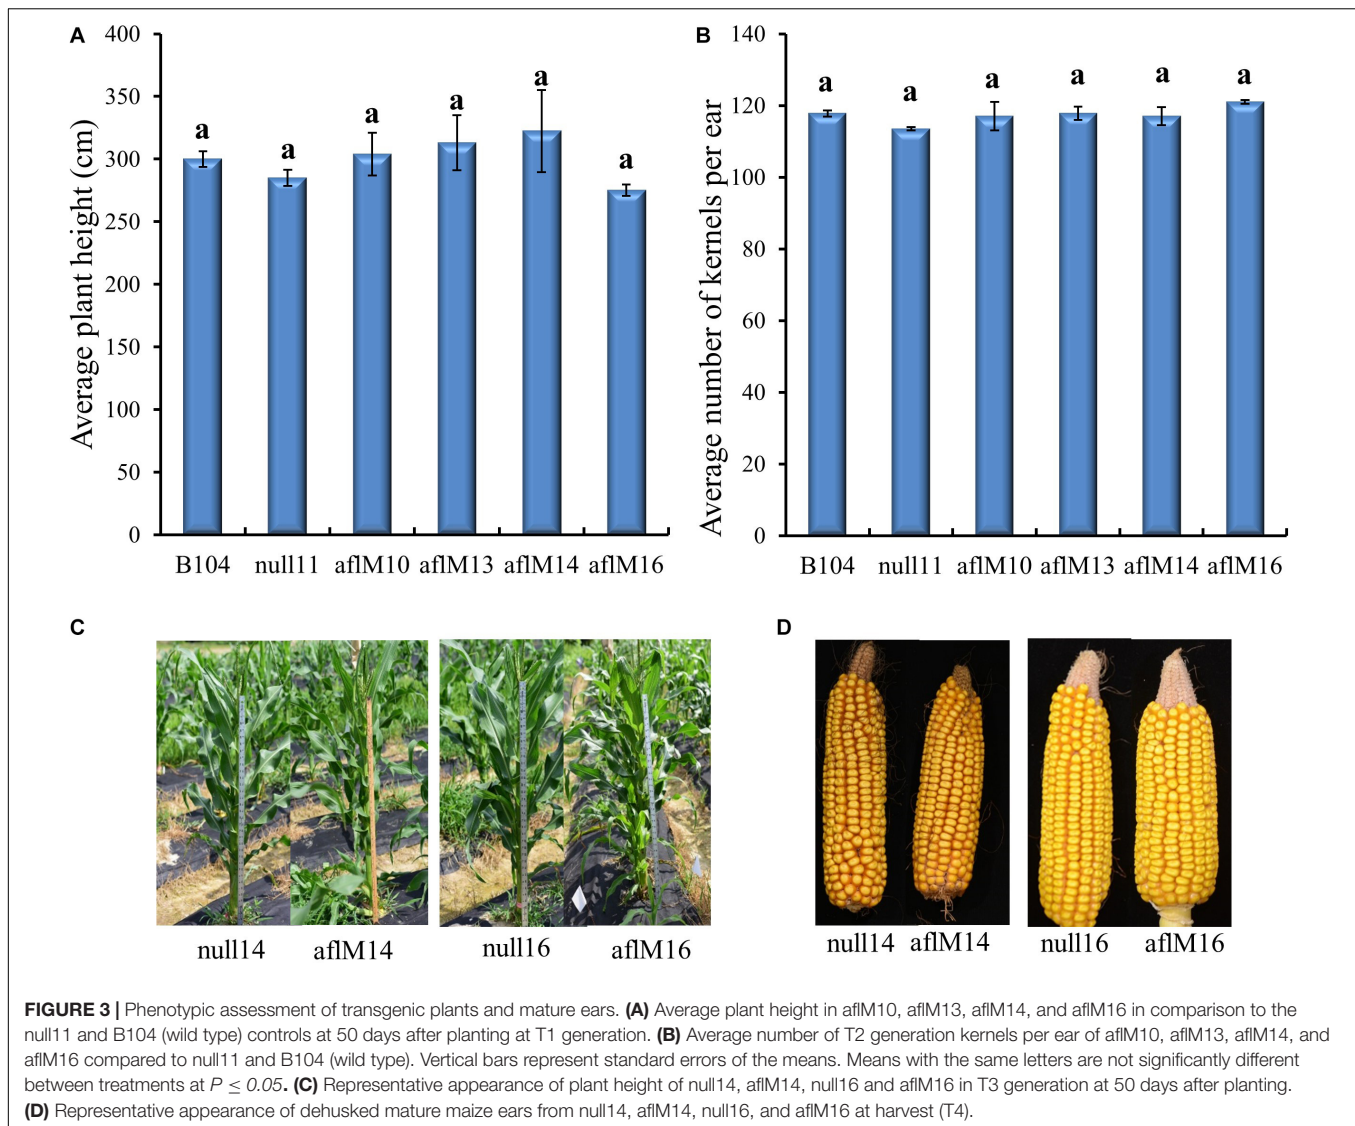 A
400
350
300
250
200
150
100
50
0
Average plant height (cm)
a a a a a a
B104 null11 aflM10 aflM13 aflM14 aflM16
B
140
120
100
80
60
40
20
0
Average number of kernels per ear
a a a a a a
B104 null11 aflM10 aflM13 aflM14 aflM16
C
null14 aflM14 null16 aflM16
D
null14 aflM14 null16 aflM16
FIGURE 3 | Phenotypic assessment of transgenic plants and mature ears. (A) Average plant height in aflM10, aflM13, aflM14, and aflM16 in comparison to the
null11 and B104 (wild type) controls at 50 days after planting at T1 generation. (B) Average number of T2 generation kernels per ear of aflM10, aflM13, aflM14, and
aflM16 compared to null11 and B104 (wild type). Vertical bars represent standard errors of the means. Means with the same letters are not significantly different
between treatments at P ≤ 0.05. (C) Representative appearance of plant height of null14, aflM14, null16 and aflM16 in T3 generation at 50 days after planting.
(D) Representative appearance of dehusked mature maize ears from null14, aflM14, null16, and aflM16 at harvest (T4).